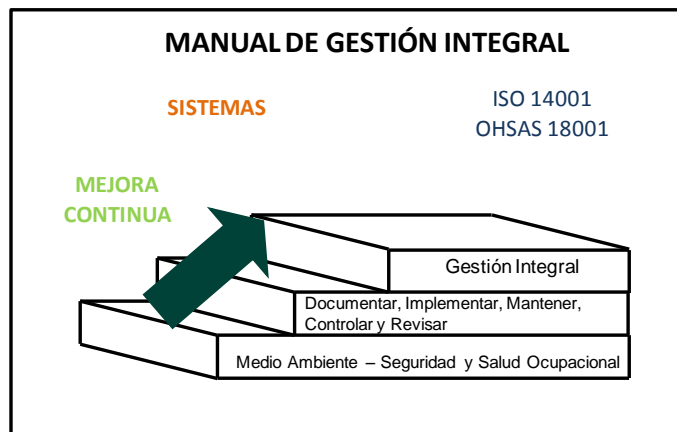 MANUAL DE GESTIÓN INTEGRAL
SISTEMAS
ISO 14001
OHSAS 18001
MEJORA
CONTINUA
Gestión Integral
Documentar, Implementar, Mantener,
Controlar y Revisar
Medio Ambiente – Seguridad y Salud Ocupacional